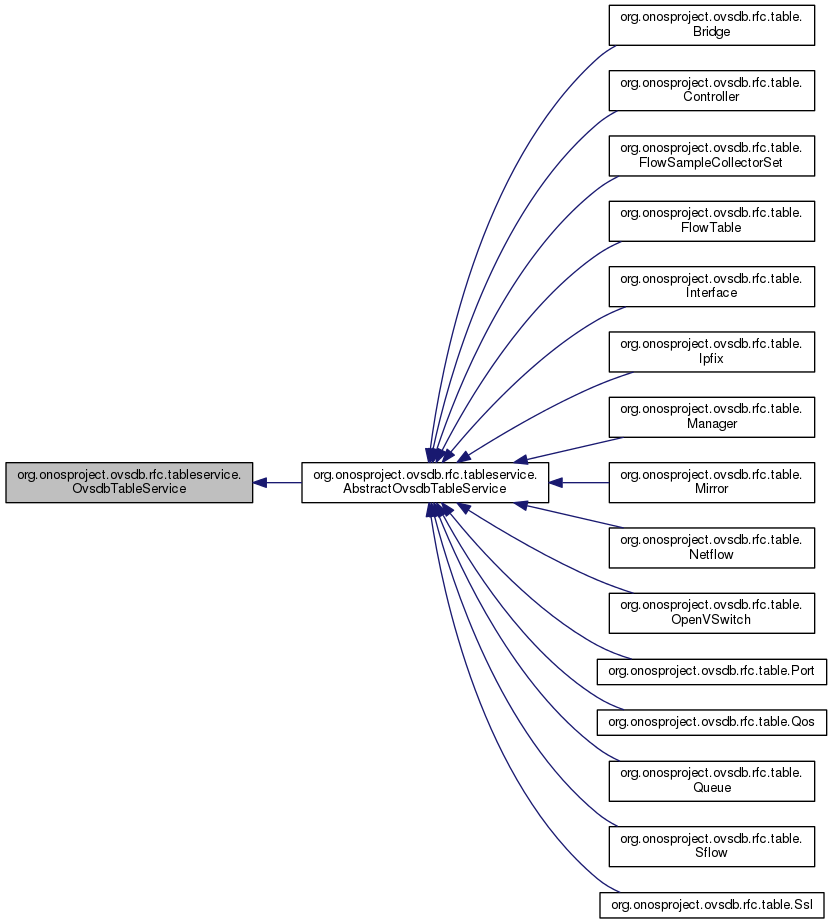 org.onosproject.ovsdb.rfc.tableservice.
OvsdbTableService
org.onosproject.ovsdb.rfc.tableservice.
AbstractOvsdbTableService
org.onosproject.ovsdb.rfc.table.
Bridge
org.onosproject.ovsdb.rfc.table.
Controller
org.onosproject.ovsdb.rfc.table.
FlowSampleCollectorSet
org.onosproject.ovsdb.rfc.table.
FlowTable
org.onosproject.ovsdb.rfc.table.
Interface
org.onosproject.ovsdb.rfc.table.
Ipfix
org.onosproject.ovsdb.rfc.table.
Manager
org.onosproject.ovsdb.rfc.table.
Mirror
org.onosproject.ovsdb.rfc.table.
Netflow
org.onosproject.ovsdb.rfc.table.
OpenVSwitch
org.onosproject.ovsdb.rfc.table.Port
org.onosproject.ovsdb.rfc.table.Qos
org.onosproject.ovsdb.rfc.table.
Queue
org.onosproject.ovsdb.rfc.table.
Sflow
org.onosproject.ovsdb.rfc.table.Ssl